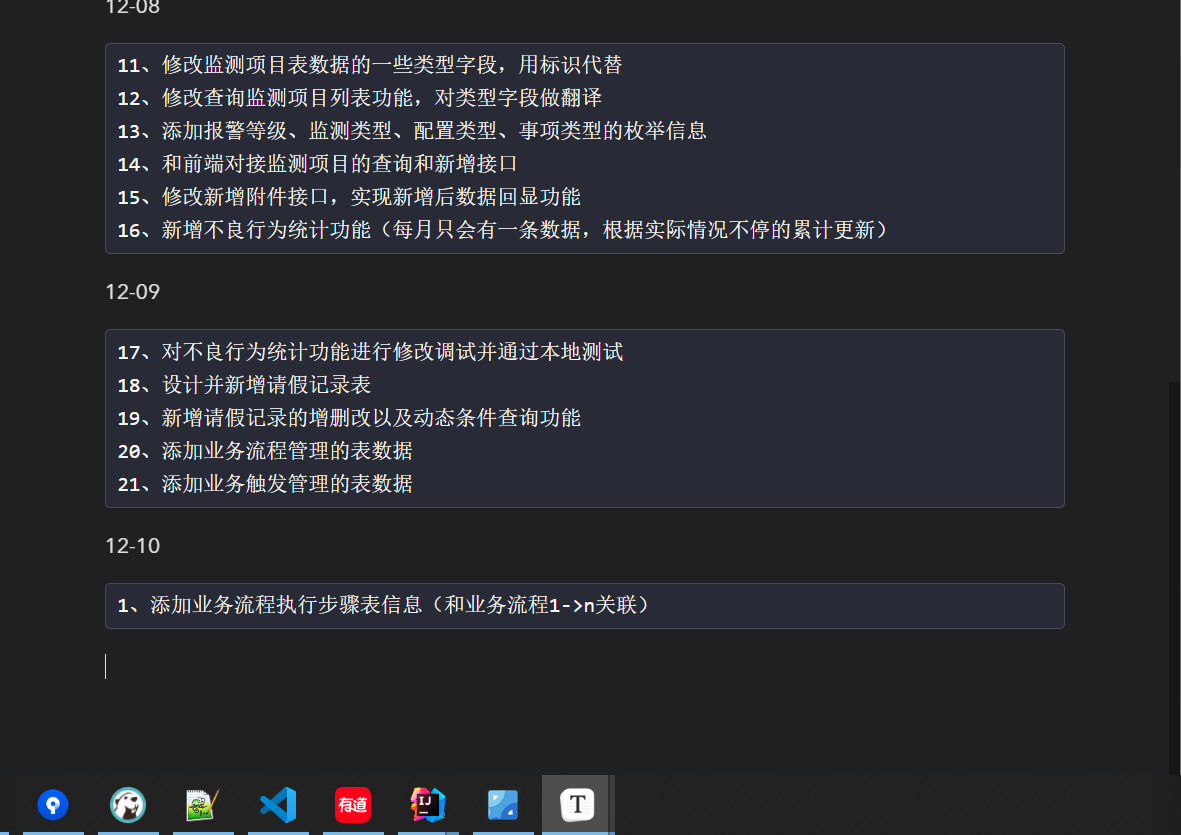 12-08
11、修改监测项目表数据的一些类型字段，用标识代替
12、修改查询监测项目列表功能，对类型字段做翻译
13、添加报警等级、监测类型、配置类型、事项类型的枚举信息
14、和前端对接监测项目的查询和新增接口
15、修改新增附件接口，实现新增后数据回显功能
16、新增不良行为统计功能（每月只会有一条数据，根据实际情况不停的累计更新）
12-09
17、对不良行为统计功能进行修改调试并通过本地测试
18、设计并新增请假记录表
19、新增请假记录的增删改以及动态条件查询功能
20、添加业务流程管理的表数据
21、添加业务触发管理的表数据
12-10
1、添加业务流程执行步骤表信息（和业务流程1->n关联）
有道
IJ
T